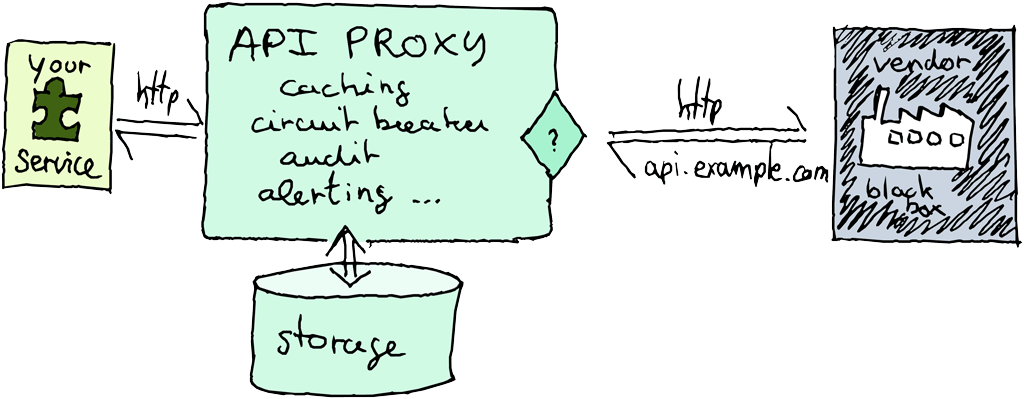 your
service
http
API PROXY
caching
circuit breaker
audit
alerting ...
?
storage
http
api.example.com
vendor
black
box